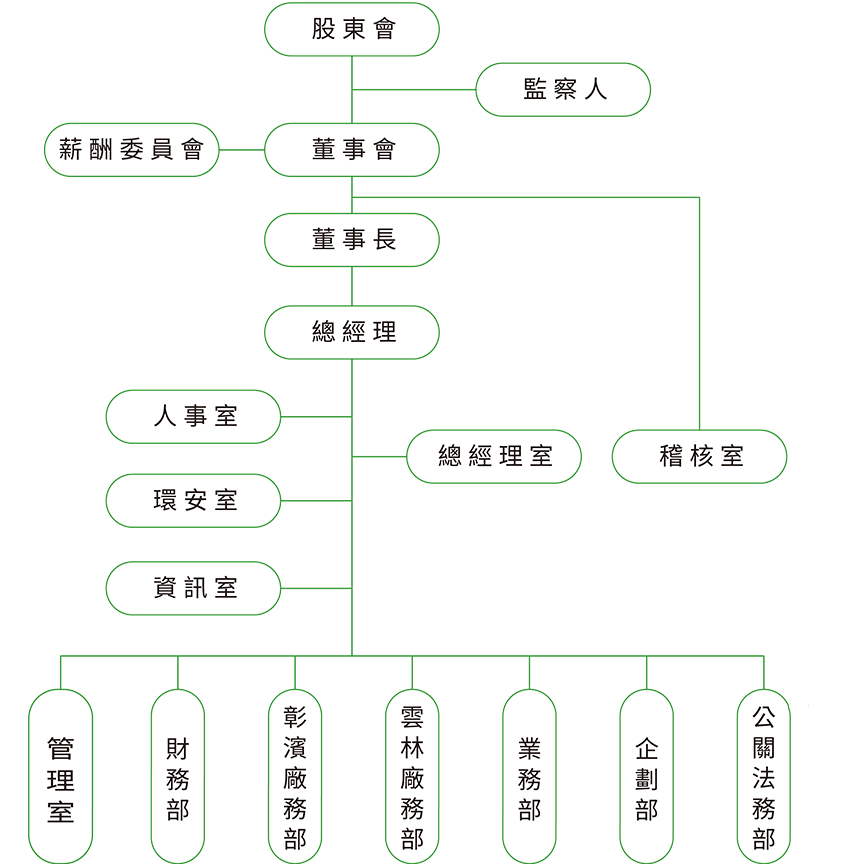 股東會
監察人
薪酬委員會
董事會
董事長
總經理
人事室
總經理室
稽核室
環安室
資訊室
管理室
財務部
彰濱廠務部
雲林廠務部
業務部
企劃部
公關法務部